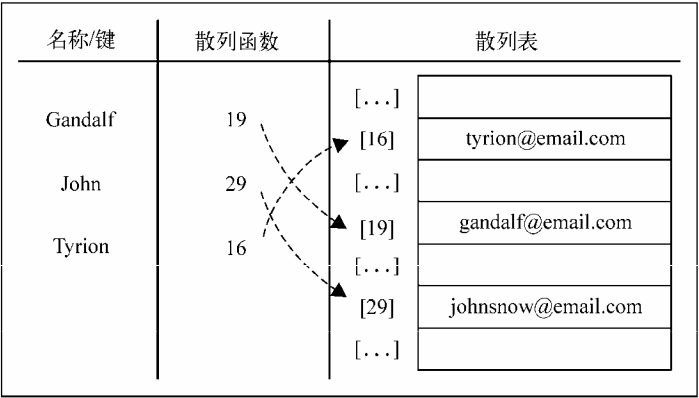 名称/键 散列函数 散列表
[...]
Gandalf 19
[16] tyrion@email.com
John 29 [...]
[19] gandalf@email.com
Tyrion 16
[...]
[29] johnsnow@email.com
[...]